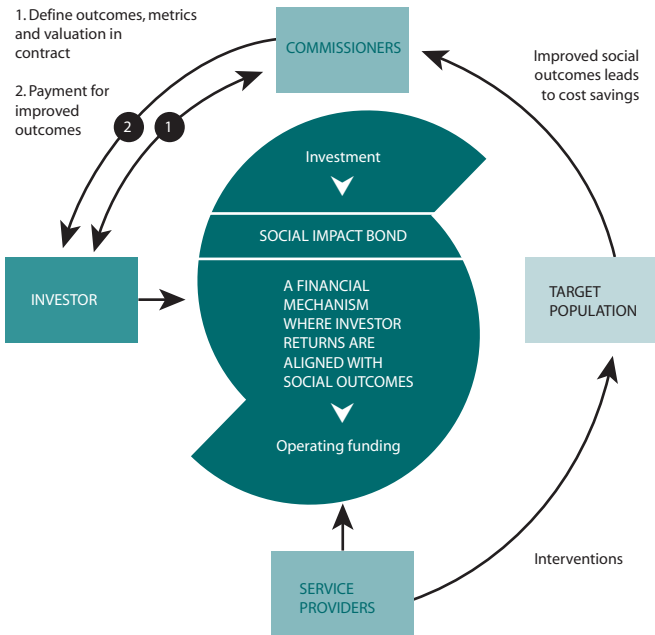 1. Define outcomes, metrics
and valuation in
contract
2. Payment for
improved
outcomes
2
1
COMMISSIONERS
Improved social
outcomes leads
to cost savings
Investment
SOCIAL IMPACT BOND
INVESTOR
A FINANCIAL
MECHANISM
WHERE INVESTOR
RETURNS ARE
ALIGNED WITH
SOCIAL OUTCOMES
TARGET
POPULATION
Operating funding
Interventions
SERVICE
PROVIDERS